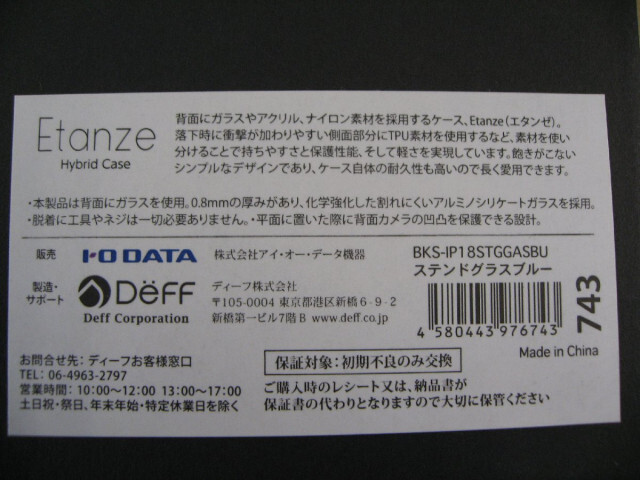 Etanze
Hybrid Case
背面にガラスやアクリル、ナイロン素材を採用するケース、Etanze(エタンゼ)。
落下時に衝撃が加わりやすい側面部分にTPU素材を使用するなど、素材を使い
分けることで持ちやすさと保護性能、そして軽さを実現しています。飽きがこない
シンプルなデザインであり、ケース自体の耐久性も高いので長く愛用できます。
・本製品は背面にガラスを使用。0.8mmの厚みがあり、化学強化した割れにくいアルミノシリケートガラスを採用。
・脱着に工具やネジは一切必要ありません。・平面に置いた際に背面カメラの凹凸を保護できる設計。
販売 I-O DATA 株式会社アイ・オー・データ機器
BKS-IP18STGGASBU
ステンドグラスブルー
製造・
サポート
DëFF
Deff Corporation
ディーフ株式会社
〒105-0004 東京都港区新橋6-9-2
新橋第一ビル7階B www.deff.co.jp
4 580443 976743
743
Made in China
お問合せ先:ディーフお客様窓口
TEL: 06-4963-2797
営業時間:10:00〜12:00 13:00〜17:00
土日祝・祭日、年末年始・特定休業日を除く
保証対象:初期不良のみ交換
ご購入時のレシート又は、納品書が
保証書の代わりとなりますので大切に保管ください